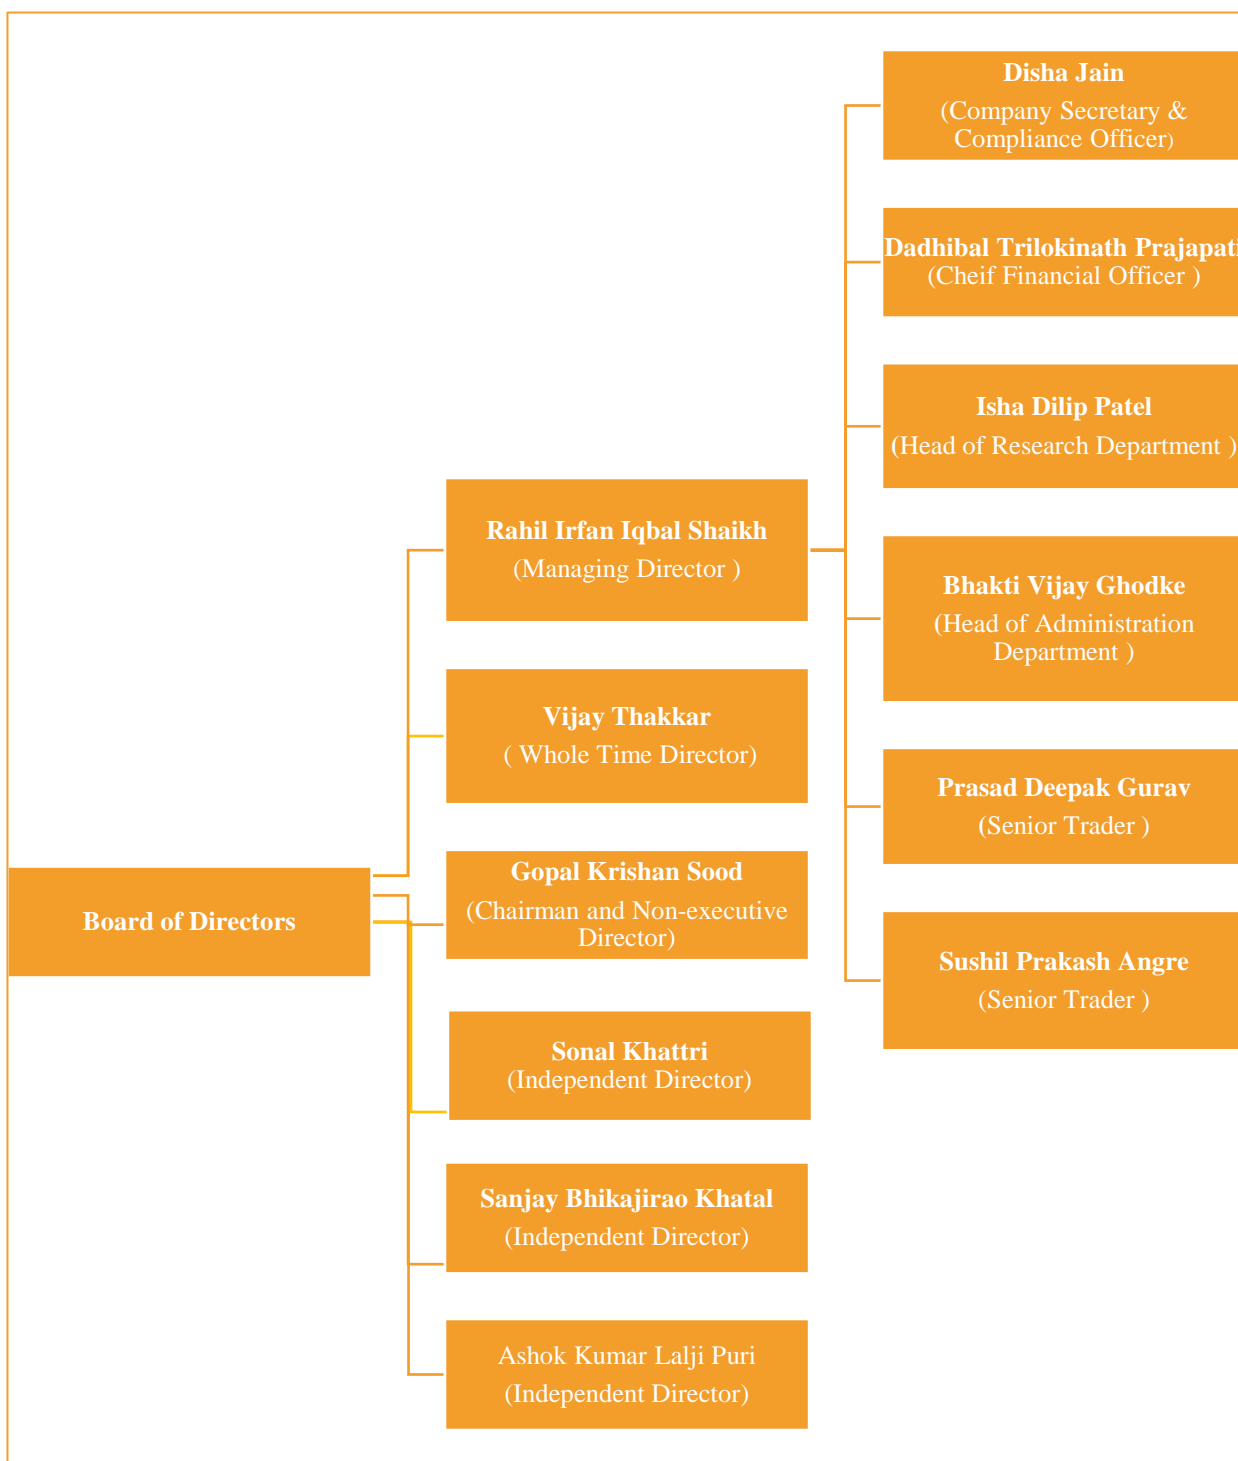 Board of Directors
Rahil Irfan Iqbal Shaikh
(Managing Director )
Vijay Thakkar
( Whole Time Director)
Gopal Krishan Sood
(Chairman and Non-executive
Director)
Sonal Khattri
(Independent Director)
Sanjay Bhikajirao Khatal
(Independent Director)
Ashok Kumar Lalji Puri
(Independent Director)
Disha Jain
(Company Secretary &
Compliance Officer)
Dadhibal Trilokinath Prajapati
(Cheif Financial Officer )
Isha Dilip Patel
(Head of Research Department )
Bhakti Vijay Ghodke
(Head of Administration
Department )
Prasad Deepak Gurav
(Senior Trader )
Sushil Prakash Angre
(Senior Trader )